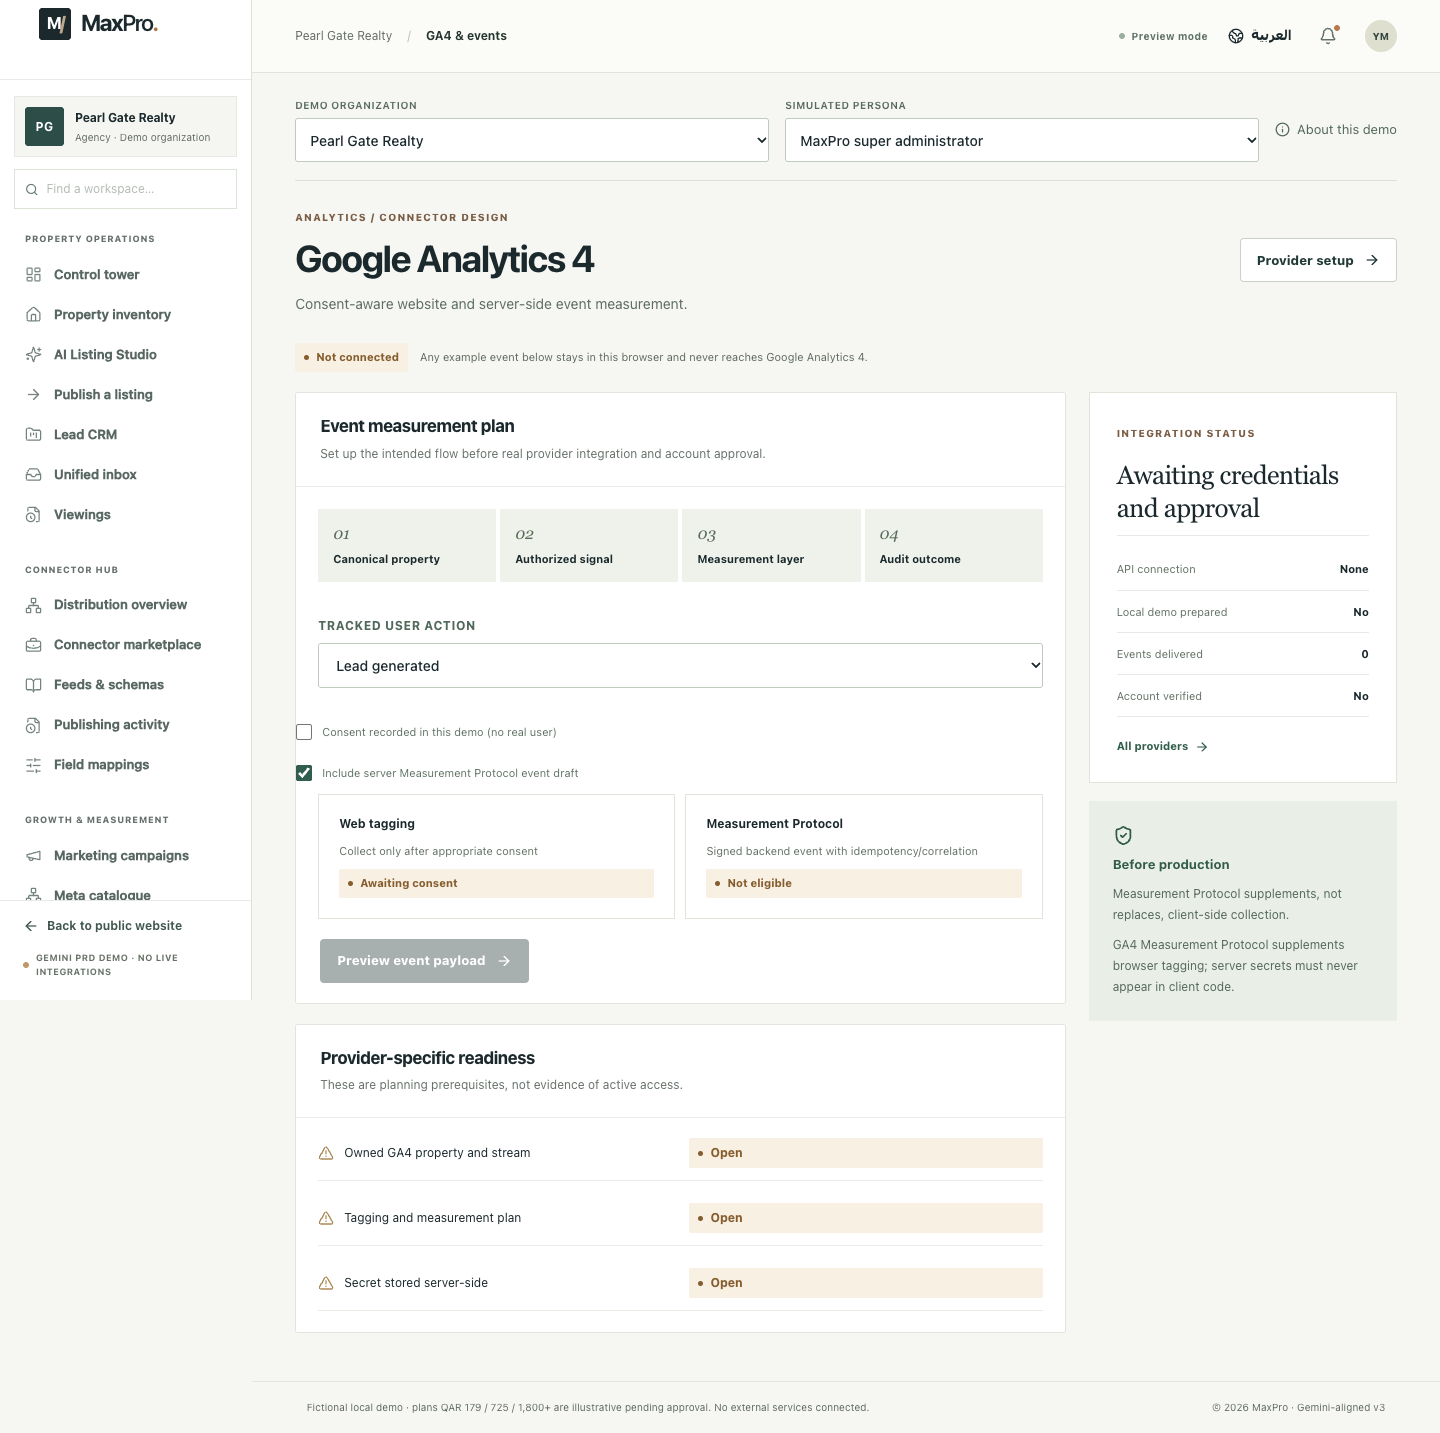 M/ MaxPro.
PG
Pearl Gate Realty
Agency · Demo organization
Find a workspace...
PROPERTY OPERATIONS
Control tower
Property inventory
AI Listing Studio
Publish a listing
Lead CRM
Unified inbox
Viewings
CONNECTOR HUB
Distribution overview
Connector marketplace
Feeds & schemas
Publishing activity
Field mappings
GROWTH & MEASUREMENT
Marketing campaigns
Meta catalogue
Back to public website
GEMINI PRD DEMO · NO LIVE
INTEGRATIONS
Pearl Gate Realty / GA4 & events
Preview mode
العربية
YM
DEMO ORGANIZATION
Pearl Gate Realty
SIMULATED PERSONA
MaxPro super administrator
About this demo
ANALYTICS / CONNECTOR DESIGN
Google Analytics 4
Provider setup
Consent-aware website and server-side event measurement.
Not connected
Any example event below stays in this browser and never reaches Google Analytics 4.
Event measurement plan
Set up the intended flow before real provider integration and account approval.
01
Canonical property
02
Authorized signal
03
Measurement layer
04
Audit outcome
TRACKED USER ACTION
Lead generated
Consent recorded in this demo (no real user)
Include server Measurement Protocol event draft
Web tagging
Collect only after appropriate consent
Awaiting consent
Measurement Protocol
Signed backend event with idempotency/correlation
Not eligible
Preview event payload
Provider-specific readiness
These are planning prerequisites, not evidence of active access.
Owned GA4 property and stream
Open
Tagging and measurement plan
Open
Secret stored server-side
Open
INTEGRATION STATUS
Awaiting credentials
and approval
API connection None
Local demo prepared No
Events delivered 0
Account verified No
All providers
Before production
Measurement Protocol supplements, not
replaces, client-side collection.
GA4 Measurement Protocol supplements
browser tagging; server secrets must never
appear in client code.
Fictional local demo · plans QAR 179 / 725 / 1,800+ are illustrative pending approval. No external services connected.
© 2026 MaxPro · Gemini-aligned v3